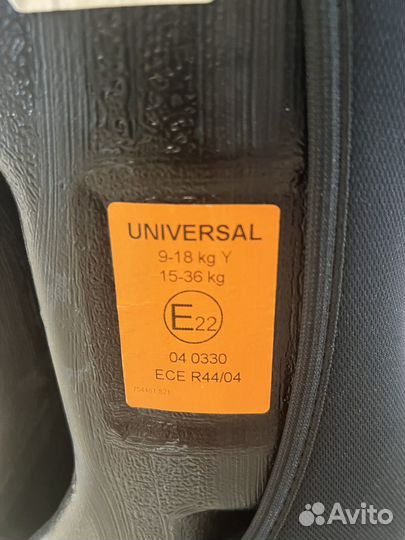 UNIVERSAL
9-18 kg Y
15-36 kg
E22
04 0330
ECE R44/04
Avito